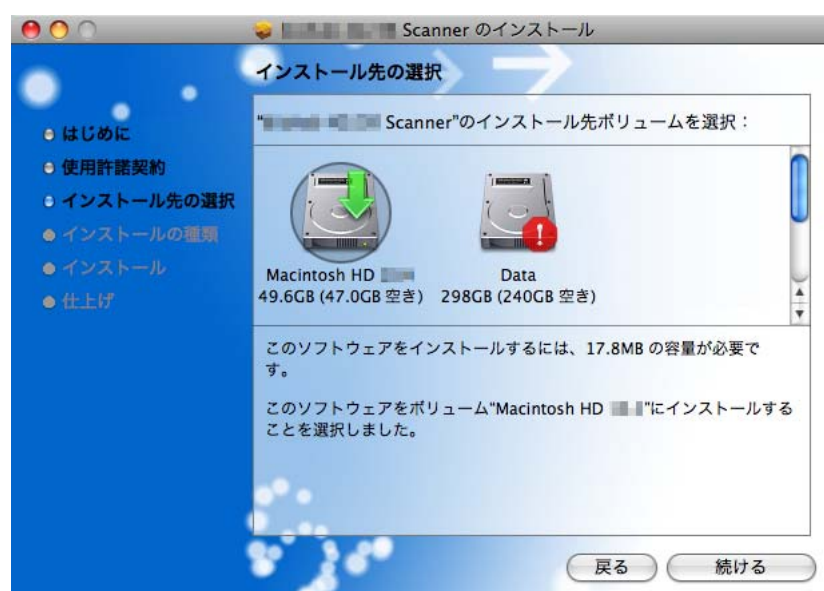 Scanner のインストール
インストール先の選択
" Scanner"のインストール先ボリュームを選択：
はじめに
使用許諾契約
インストール先の選択
インストールの種類
インストール
仕上げ
Macintosh HD
49.6GB (47.0GB 空き)
Data
298GB (240GB 空き)
このソフトウェアをインストールするには、17.8MB の容量が必要で
す。
このソフトウェアをボリューム"Macintosh HD "にインストールする
ことを選択しました。
戻る
続ける